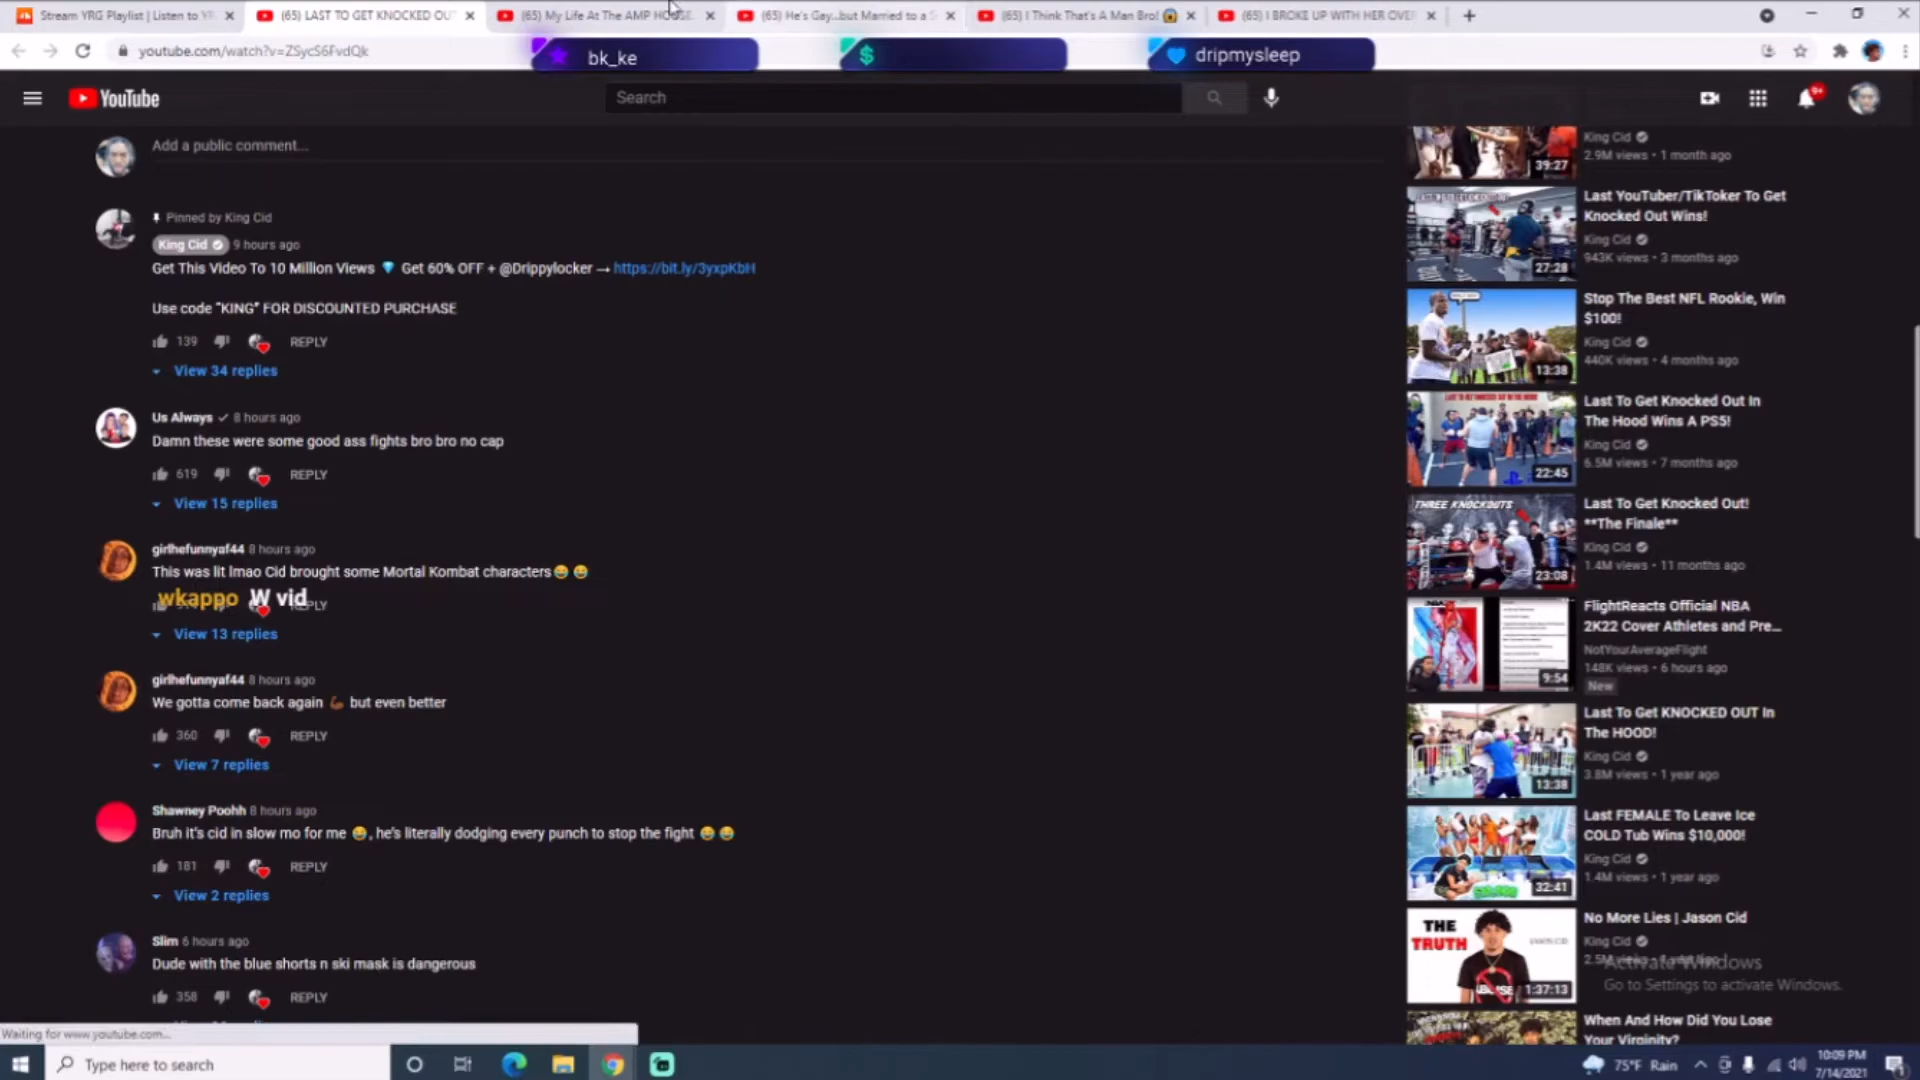 Stream YRG Playlist | Listen to YR
(65) LAST TO GET KNOCKED OUT
(65) My Life At The AMP HOUSE
(65) He's Gay...but Married to a S
(65) I Think That's A Man Bro! 😱
(65) I BROKE UP WITH HER OVER
youtube.com/watch?v=ZSycS6FvdQk
bk_ke
$
dripmysleep
YouTube
Search
9+
Add a public comment...
Pinned by King Cid
King Cid 9 hours ago
Get This Video To 10 Million Views 💎 Get 60% OFF + @Drippylocker → https://bit.ly/3yxpKbH
Use code “KING” FOR DISCOUNTED PURCHASE
139 REPLY
View 34 replies
Us Always 8 hours ago
Damn these were some good ass fights bro bro no cap
619 REPLY
View 15 replies
girlhefunnyaf44 8 hours ago
This was lit lmao Cid brought some Mortal Kombat characters😂 😂
wkappo W vid
REPLY
View 13 replies
girlhefunnyaf44 8 hours ago
We gotta come back again 💪🏾 but even better
360 REPLY
View 7 replies
Shawney Poohh 8 hours ago
Bruh it's cid in slow mo for me 😂, he's literally dodging every punch to stop the fight 😂 😂
181 REPLY
View 2 replies
Slim 6 hours ago
Dude with the blue shorts n ski mask is dangerous
358 REPLY
King Cid
2.9M views • 1 month ago
39:27
Last YouTuber/TikToker To Get
Knocked Out Wins!
King Cid
943K views • 3 months ago
27:28
Stop The Best NFL Rookie, Win
$100!
King Cid
440K views • 4 months ago
13:38
Last To Get Knocked Out In
The Hood Wins A PS5!
King Cid
6.5M views • 7 months ago
22:45
THREE KNOCKOUTS
Last To Get Knocked Out!
**The Finale**
King Cid
1.4M views • 11 months ago
23:08
FlightReacts Official NBA
2K22 Cover Athletes and Pre...
NotYourAverageFlight
148K views • 6 hours ago
New
9:54
Last To Get KNOCKED OUT In
The HOOD!
King Cid
3.8M views • 1 year ago
13:38
Last FEMALE To Leave Ice
COLD Tub Wins $10,000!
King Cid
1.4M views • 1 year ago
32:41
THE
TRUTH
No More Lies | Jason Cid
King Cid
1:37:13
Activate Windows
Go to Settings to activate Windows.
When And How Did You Lose
Your Virginity?
Waiting for www.youtube.com...
Type here to search
75°F Rain
10:09 PM
7/14/2021